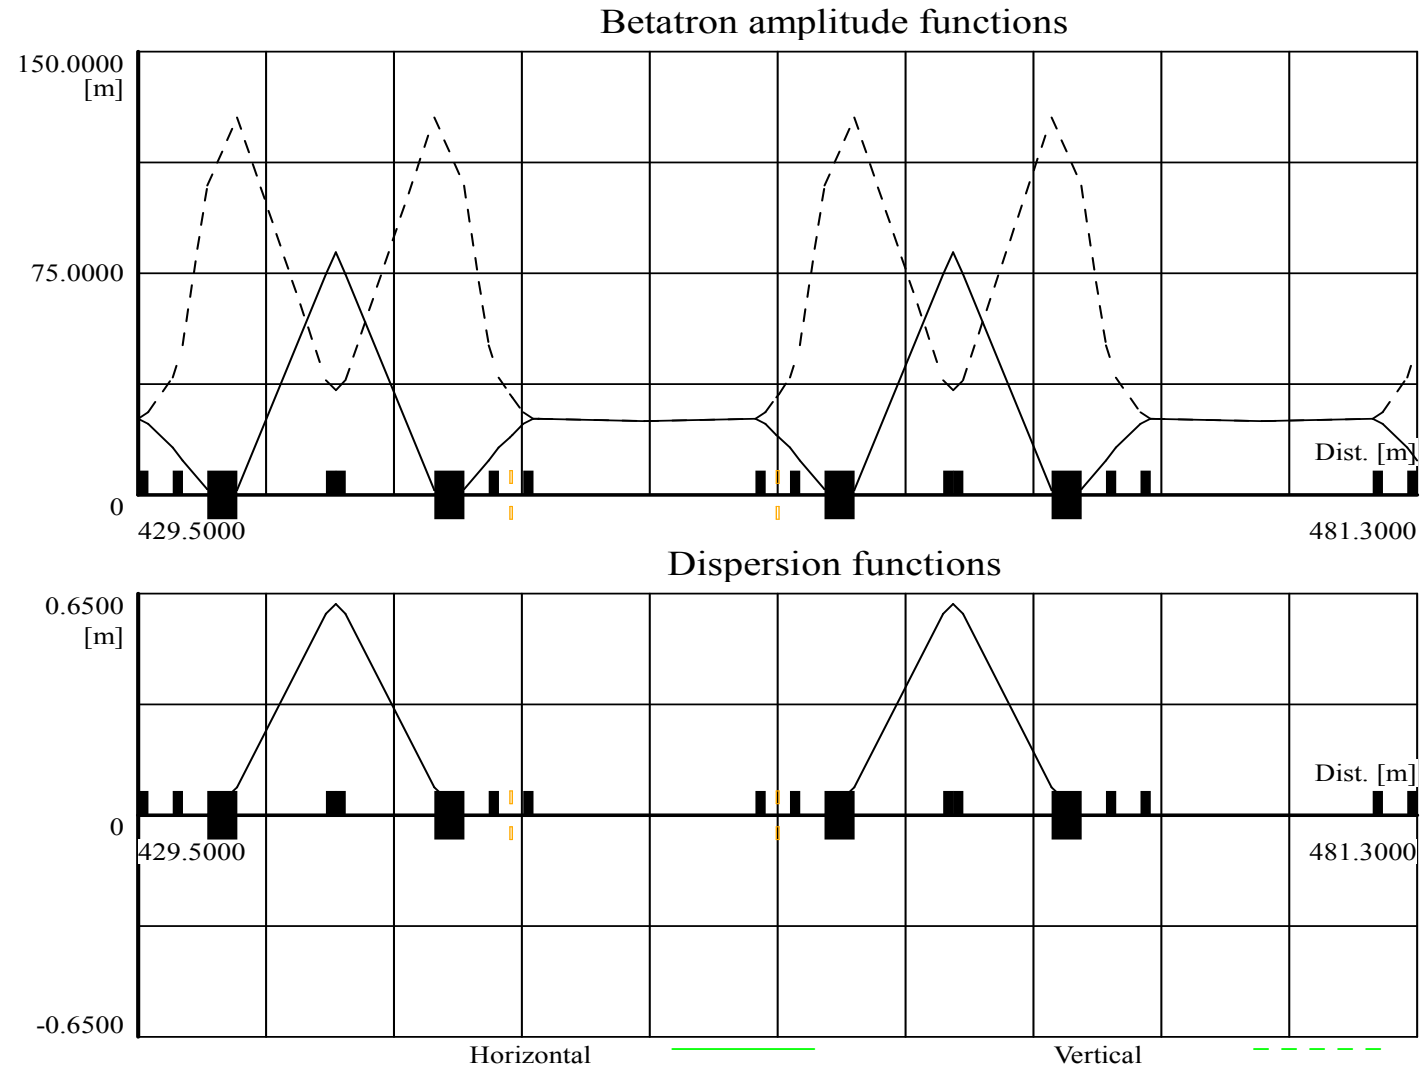 Betatron amplitude functions
150.0000
[m]
75.0000
Dist. [m]
0
429.5000 481.3000
Dispersion functions
0.6500
[m]
Dist. [m]
0
429.5000 481.3000
-0.6500
Horizontal Vertical